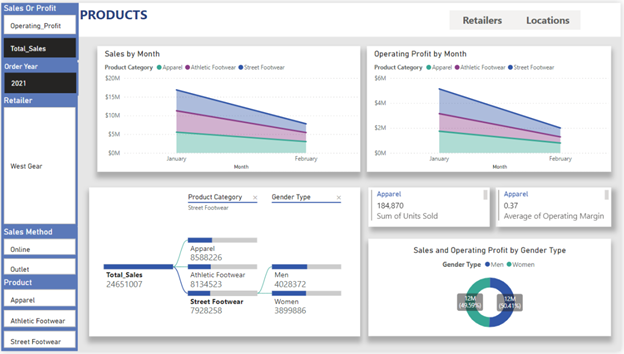 Sales Or Profit
Operating_Profit
Total_Sales
Order Year
2021
Retailer
West Gear
Sales Method
Online
Outlet
Product
Apparel
Athletic Footwear
Street Footwear
PRODUCTS
Retailers
Locations
Sales by Month
Product Category Apparel Athletic Footwear Street Footwear
$20M
$15M
$10M
$5M
$0M
January February
Month
Operating Profit by Month
Product Category Apparel Athletic Footwear Street Footwear
$6M
$4M
$2M
$0M
January February
Month
Product Category ×
Street Footwear
Gender Type ×
Total_Sales
24651007
Apparel
8588226
Athletic Footwear
8134523
Street Footwear
7928258
Men
4028372
Women
3899886
Apparel
184,870
Sum of Units Sold
Apparel
0.37
Average of Operating Margin
Sales and Operating Profit by Gender Type
Gender Type Men Women
12M
(49.59%)
12M
(50.41%)